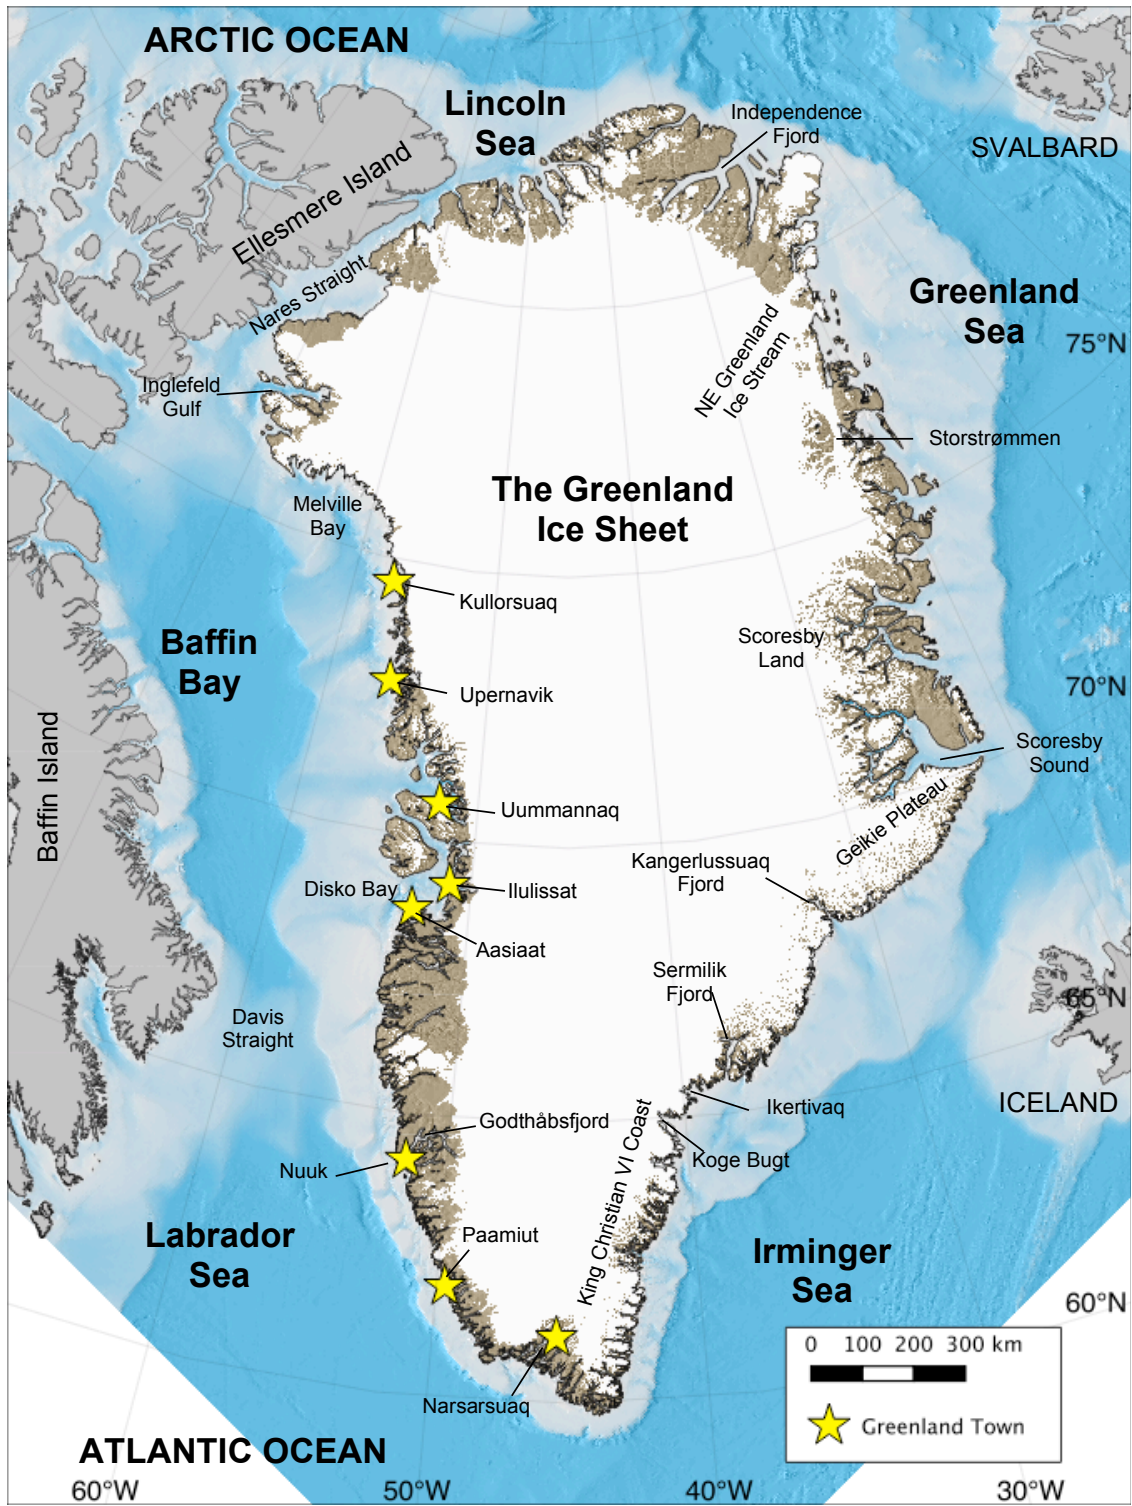 ARCTIC OCEAN
Lincoln
Sea
Independence
Fjord
SVALBARD
Ellesmere Island
Nares Straight
Greenland
Sea
75°N
NE Greenland
Ice Stream
Inglefeld
Gulf
Storstrømmen
The Greenland
Ice Sheet
Melville
Bay
Kullorsuaq
Baffin
Bay
Scoresby
Land
Upernavik
70°N
Baffin Island
Scoresby
Sound
Uummannaq
Geikie Plateau
Kangerlussuaq
Fjord
Disko Bay
Ilulissat
Aasiaat
Sermilik
Fjord
65°N
Davis
Straight
Ikertivaq
ICELAND
Godthåbsfjord
King Christian VI Coast
Koge Bugt
Nuuk
Labrador
Sea
Paamiut
Irminger
Sea
60°N
0 100 200 300 km
Narsarsuaq
Greenland Town
ATLANTIC OCEAN
60°W
50°W
40°W
30°W